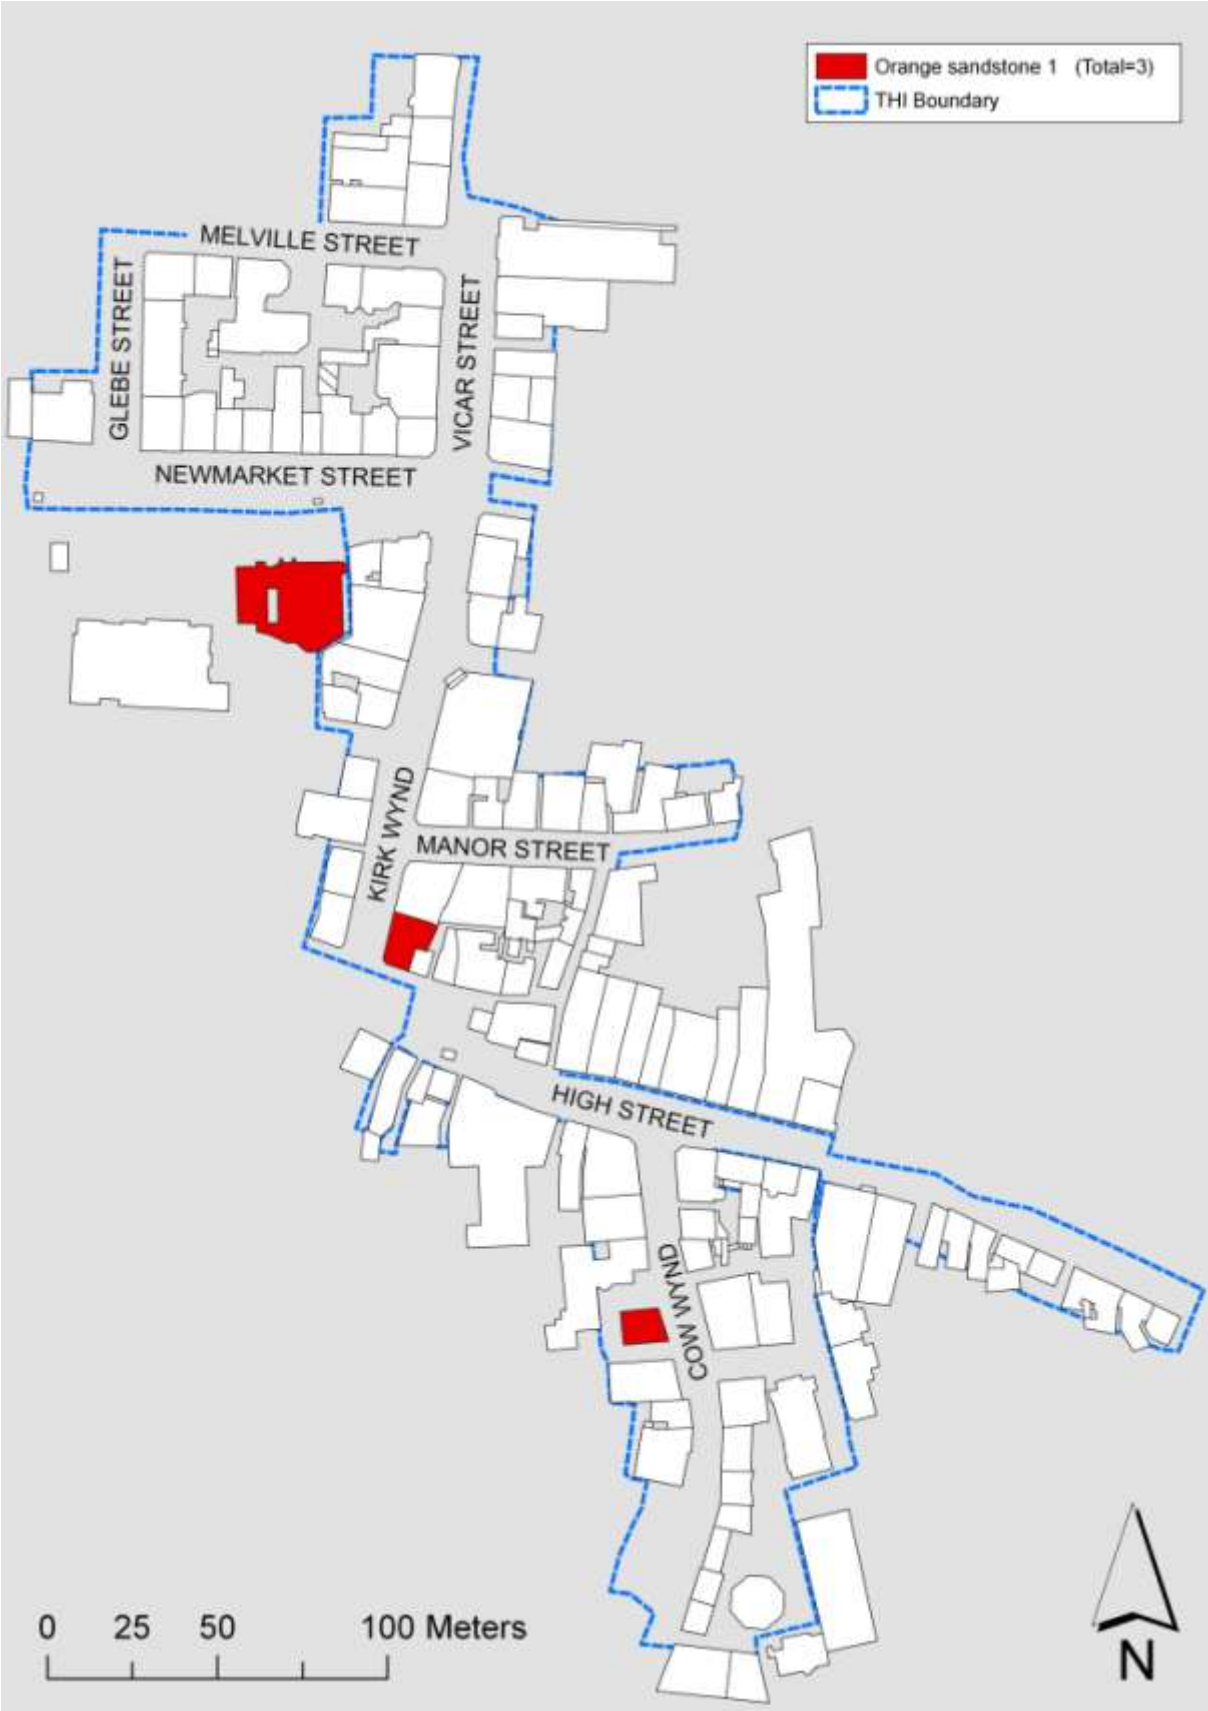 Orange sandstone 1 (Total=3)
THI Boundary
MELVILLE STREET
GLEBE STREET
VICAR STREET
NEWMARKET STREET
KIRK WYND
MANOR STREET
HIGH STREET
COW WYND
0 25 50 100 Meters
N